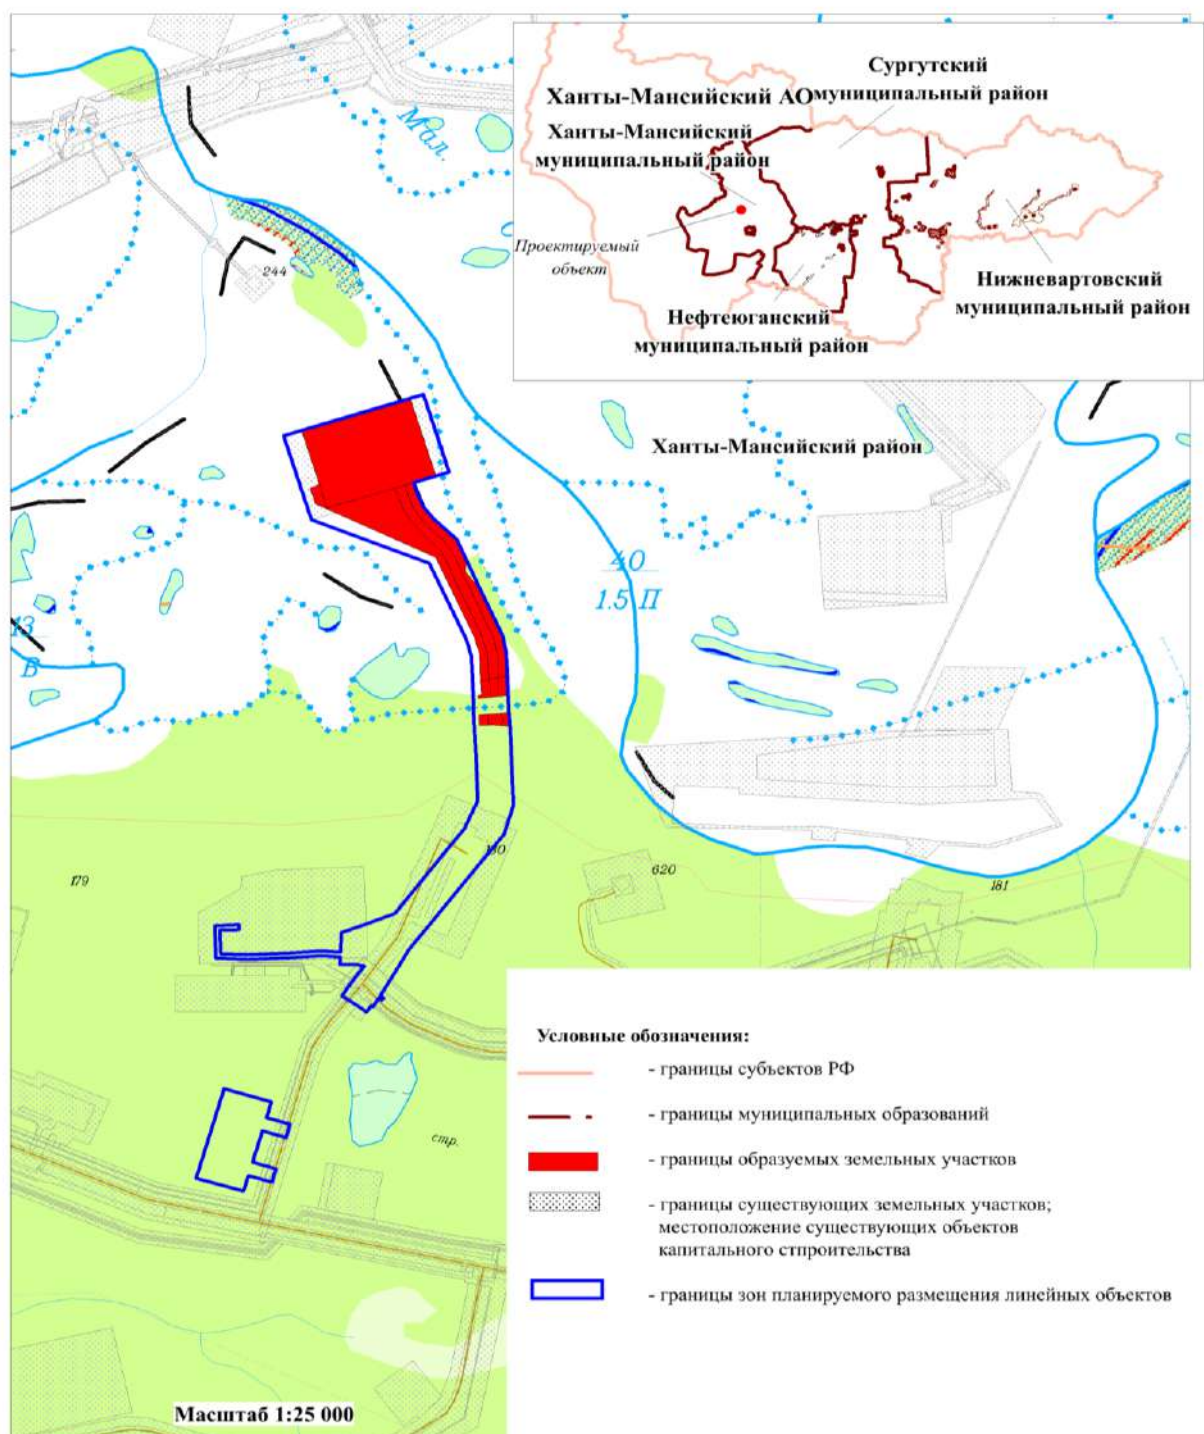 Сургутский
Ханты-Мансийский АО муниципальный район
Ханты-Мансийский
муниципальный район
Проектируемый
объект
Нижневартовский
муниципальный район
Нефтеюганский
муниципальный район
Мал.
244
Ханты-Мансийский район
40
1.5 П
13
В
130
179
620
181
стр.
Условные обозначения:
- границы субъектов РФ
- границы муниципальных образований
- границы образуемых земельных участков
- границы существующих земельных участков;
местоположение существующих объектов
капитального стпроительства
- границы зон планируемого размещения линейных объектов
Масштаб 1:25 000